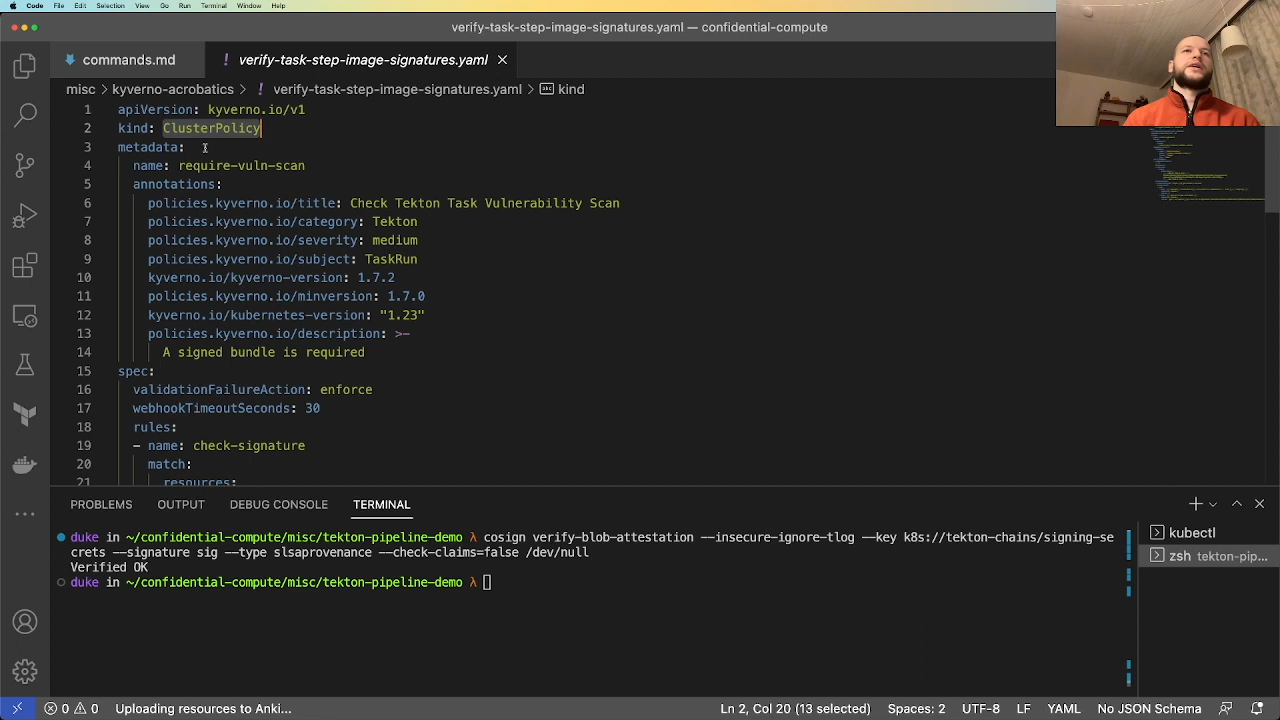 Code File Edit Selection View Go Run Terminal Window Help
verify-task-step-image-signatures.yaml — confidential-compute
commands.md
! verify-task-step-image-signatures.yaml
misc > kyverno-acrobatics > ! verify-task-step-image-signatures.yaml > abc kind
1 apiVersion: kyverno.io/v1
2 kind: ClusterPolicy
3 metadata:
4 name: require-vuln-scan
5 annotations:
6 policies.kyverno.io/title: Check Tekton Task Vulnerability Scan
7 policies.kyverno.io/category: Tekton
8 policies.kyverno.io/severity: medium
9 policies.kyverno.io/subject: TaskRun
10 kyverno.io/kyverno-version: 1.7.2
11 policies.kyverno.io/minversion: 1.7.0
12 kyverno.io/kubernetes-version: "1.23"
13 policies.kyverno.io/description: >-
14 A signed bundle is required
15 spec:
16 validationFailureAction: enforce
17 webhookTimeoutSeconds: 30
18 rules:
19 - name: check-signature
20 match:
21 resources:
PROBLEMS OUTPUT DEBUG CONSOLE TERMINAL
duke in ~/confidential-compute/misc/tekton-pipeline-demo λ cosign verify-blob-attestation --insecure-ignore-tlog --key k8s://tekton-chains/signing-se
crets --signature sig --type slsaprovenance --check-claims=false /dev/null
Verified OK
duke in ~/confidential-compute/misc/tekton-pipeline-demo λ
kubectl
zsh tekton-pip...
0 0 Uploading resources to Anki... Ln 2, Col 20 (13 selected) Spaces: 2 UTF-8 LF YAML No JSON Schema